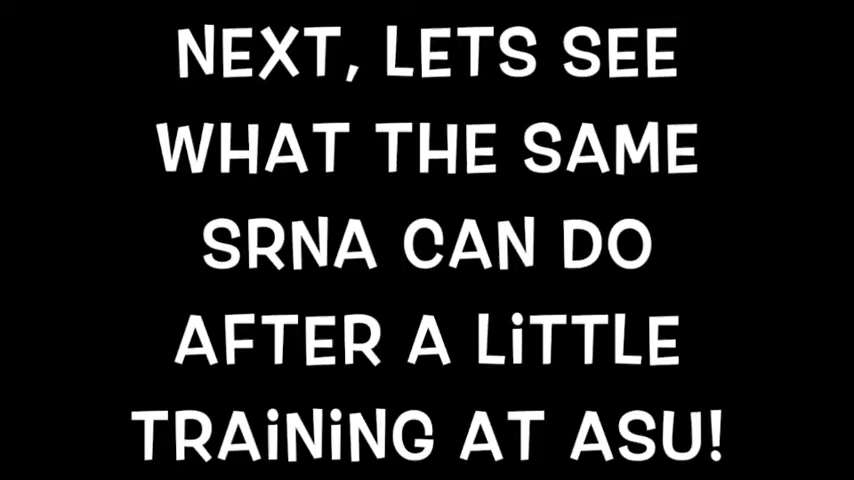 NEXT, LETS SEE
WHAT THE SAME
SRNA CAN DO
AFTER A LiTTLE
TRAiNiNG AT ASU!